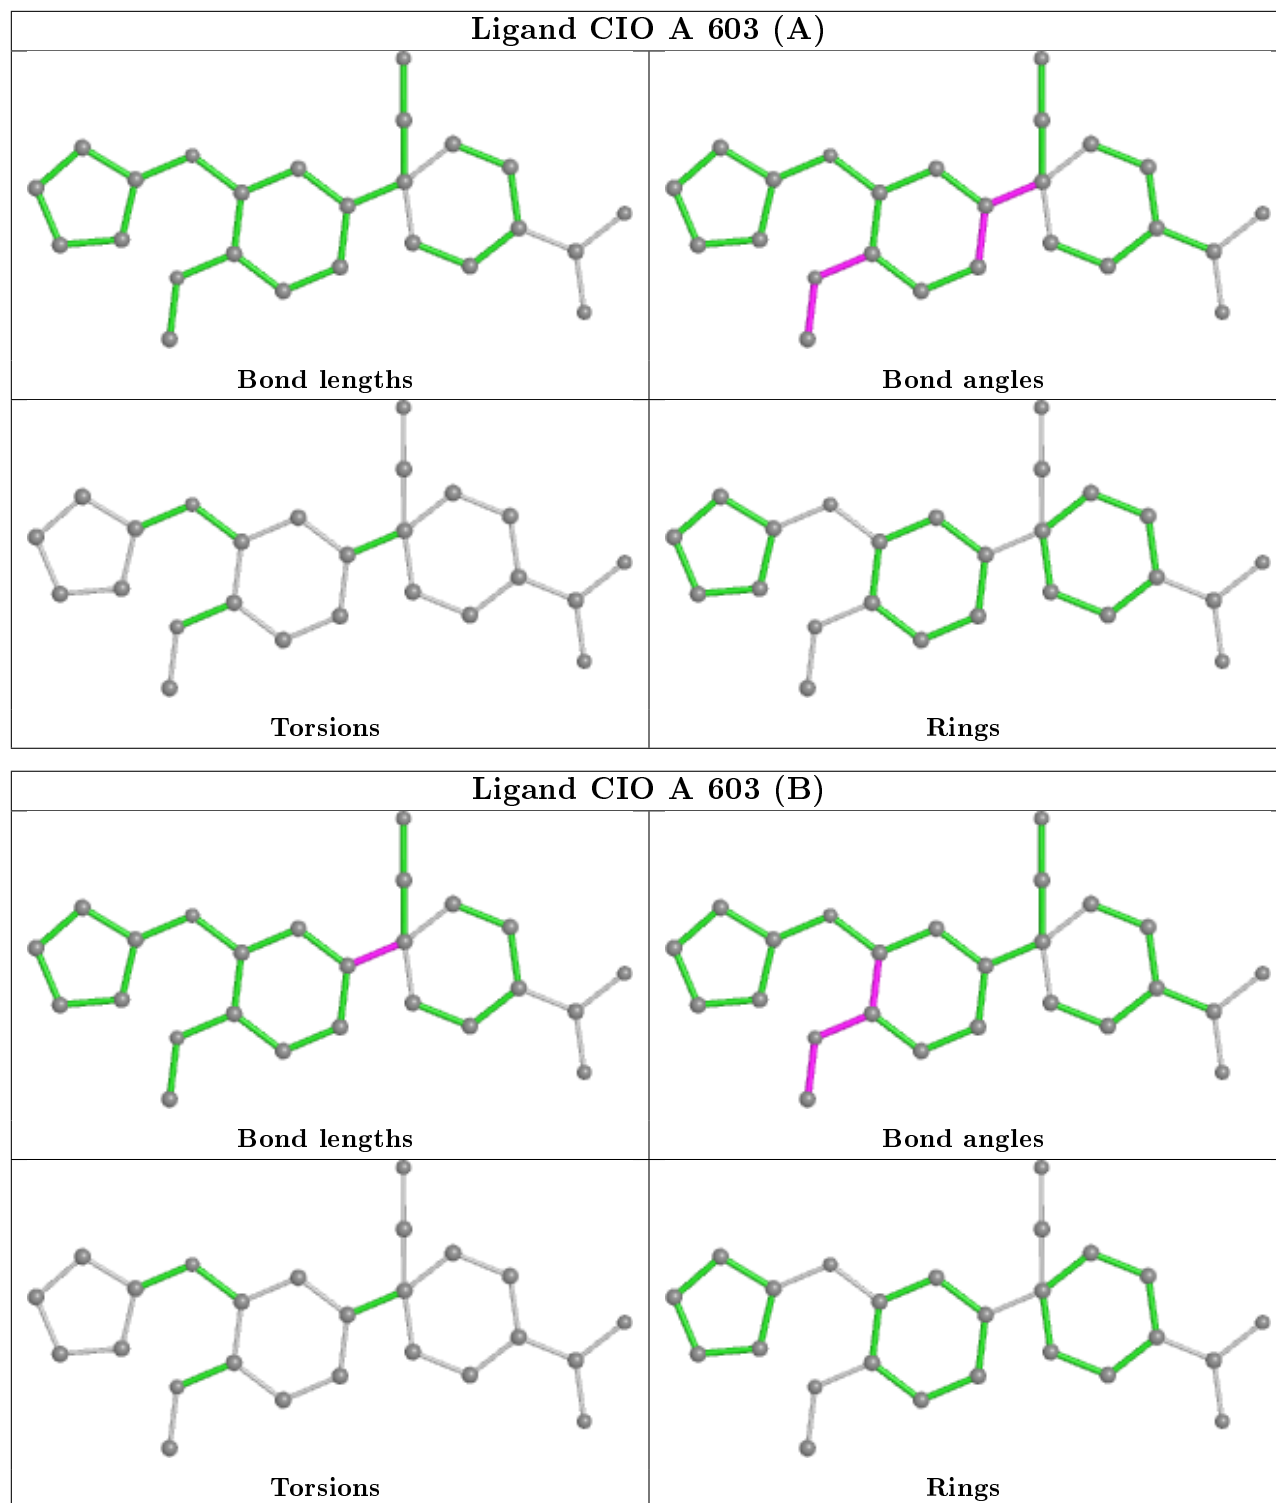 Ligand CIO A 603 (A)
Bond lengths
Bond angles
Torsions
Rings
Ligand CIO A 603 (B)
Bond lengths
Bond angles
Torsions
Rings